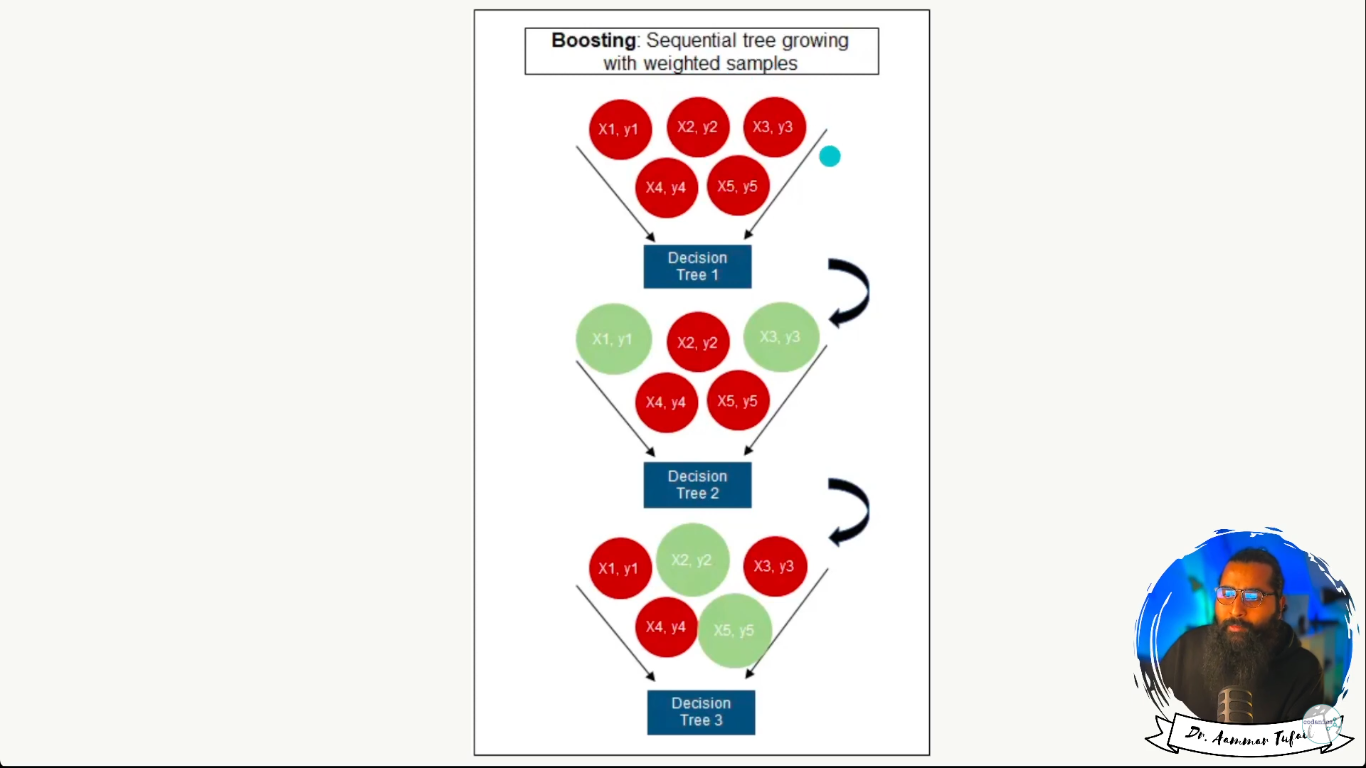 Boosting: Sequential tree growing
with weighted samples
X1, y1
X2, y2
X3, y3
X4, y4
X5, y5
Decision
Tree 1
X1, y1
X2, y2
X3, y3
X4, y4
X5, y5
Decision
Tree 2
X1, y1
X2, y2
X3, y3
X4, y4
X5, y5
Decision
Tree 3
Dr. Aammar